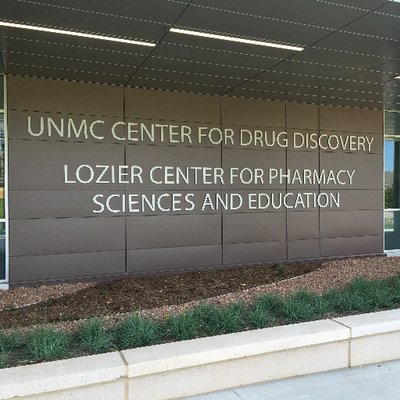 UNMC CENTER FOR DRUG DISCOVERY
LOZIER CENTER FOR PHARMACY
SCIENCES AND EDUCATION